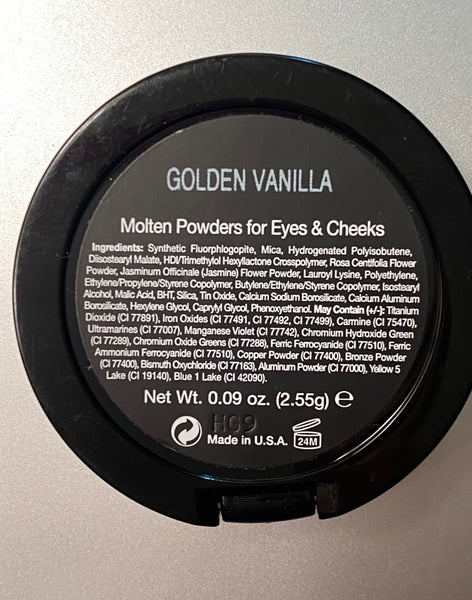 GOLDEN VANILLA
Molten Powders for Eyes & Cheeks
Ingredients: Synthetic Fluorphlogopite, Mica, Hydrogenated Polyisobutene,
Diisostearyl Malate, HDI/Trimethylol Hexyllactone Crosspolymer, Rosa Centifolia Flower
Powder, Jasminum Officinale (Jasmine) Flower Powder, Lauroyl Lysine, Polyethylene,
Ethylene/Propylene/Styrene Copolymer, Butylene/Ethylene/Styrene Copolymer, Isostearyl
Alcohol, Malic Acid, BHT, Silica, Tin Oxide, Calcium Sodium Borosilicate, Calcium Aluminum
Borosilicate, Hexylene Glycol, Caprylyl Glycol, Phenoxyethanol. May Contain (+/-): Titanium
Dioxide (CI 77891), Iron Oxides (CI 77491, CI 77492, CI 77499), Carmine (CI 75470),
Ultramarines (CI 77007), Manganese Violet (CI 77742), Chromium Hydroxide Green
(CI 77289), Chromium Oxide Greens (CI 77288), Ferric Ferrocyanide (CI 77510), Ferric
Ammonium Ferrocyanide (CI 77510), Copper Powder (CI 77400), Bronze Powder
(CI 77400), Bismuth Oxychloride (CI 77163), Aluminum Powder (CI 77000), Yellow 5
Lake (CI 19140), Blue 1 Lake (CI 42090).
Net Wt. 0.09 oz. (2.55g) e
H69
Made in U.S.A. 24M